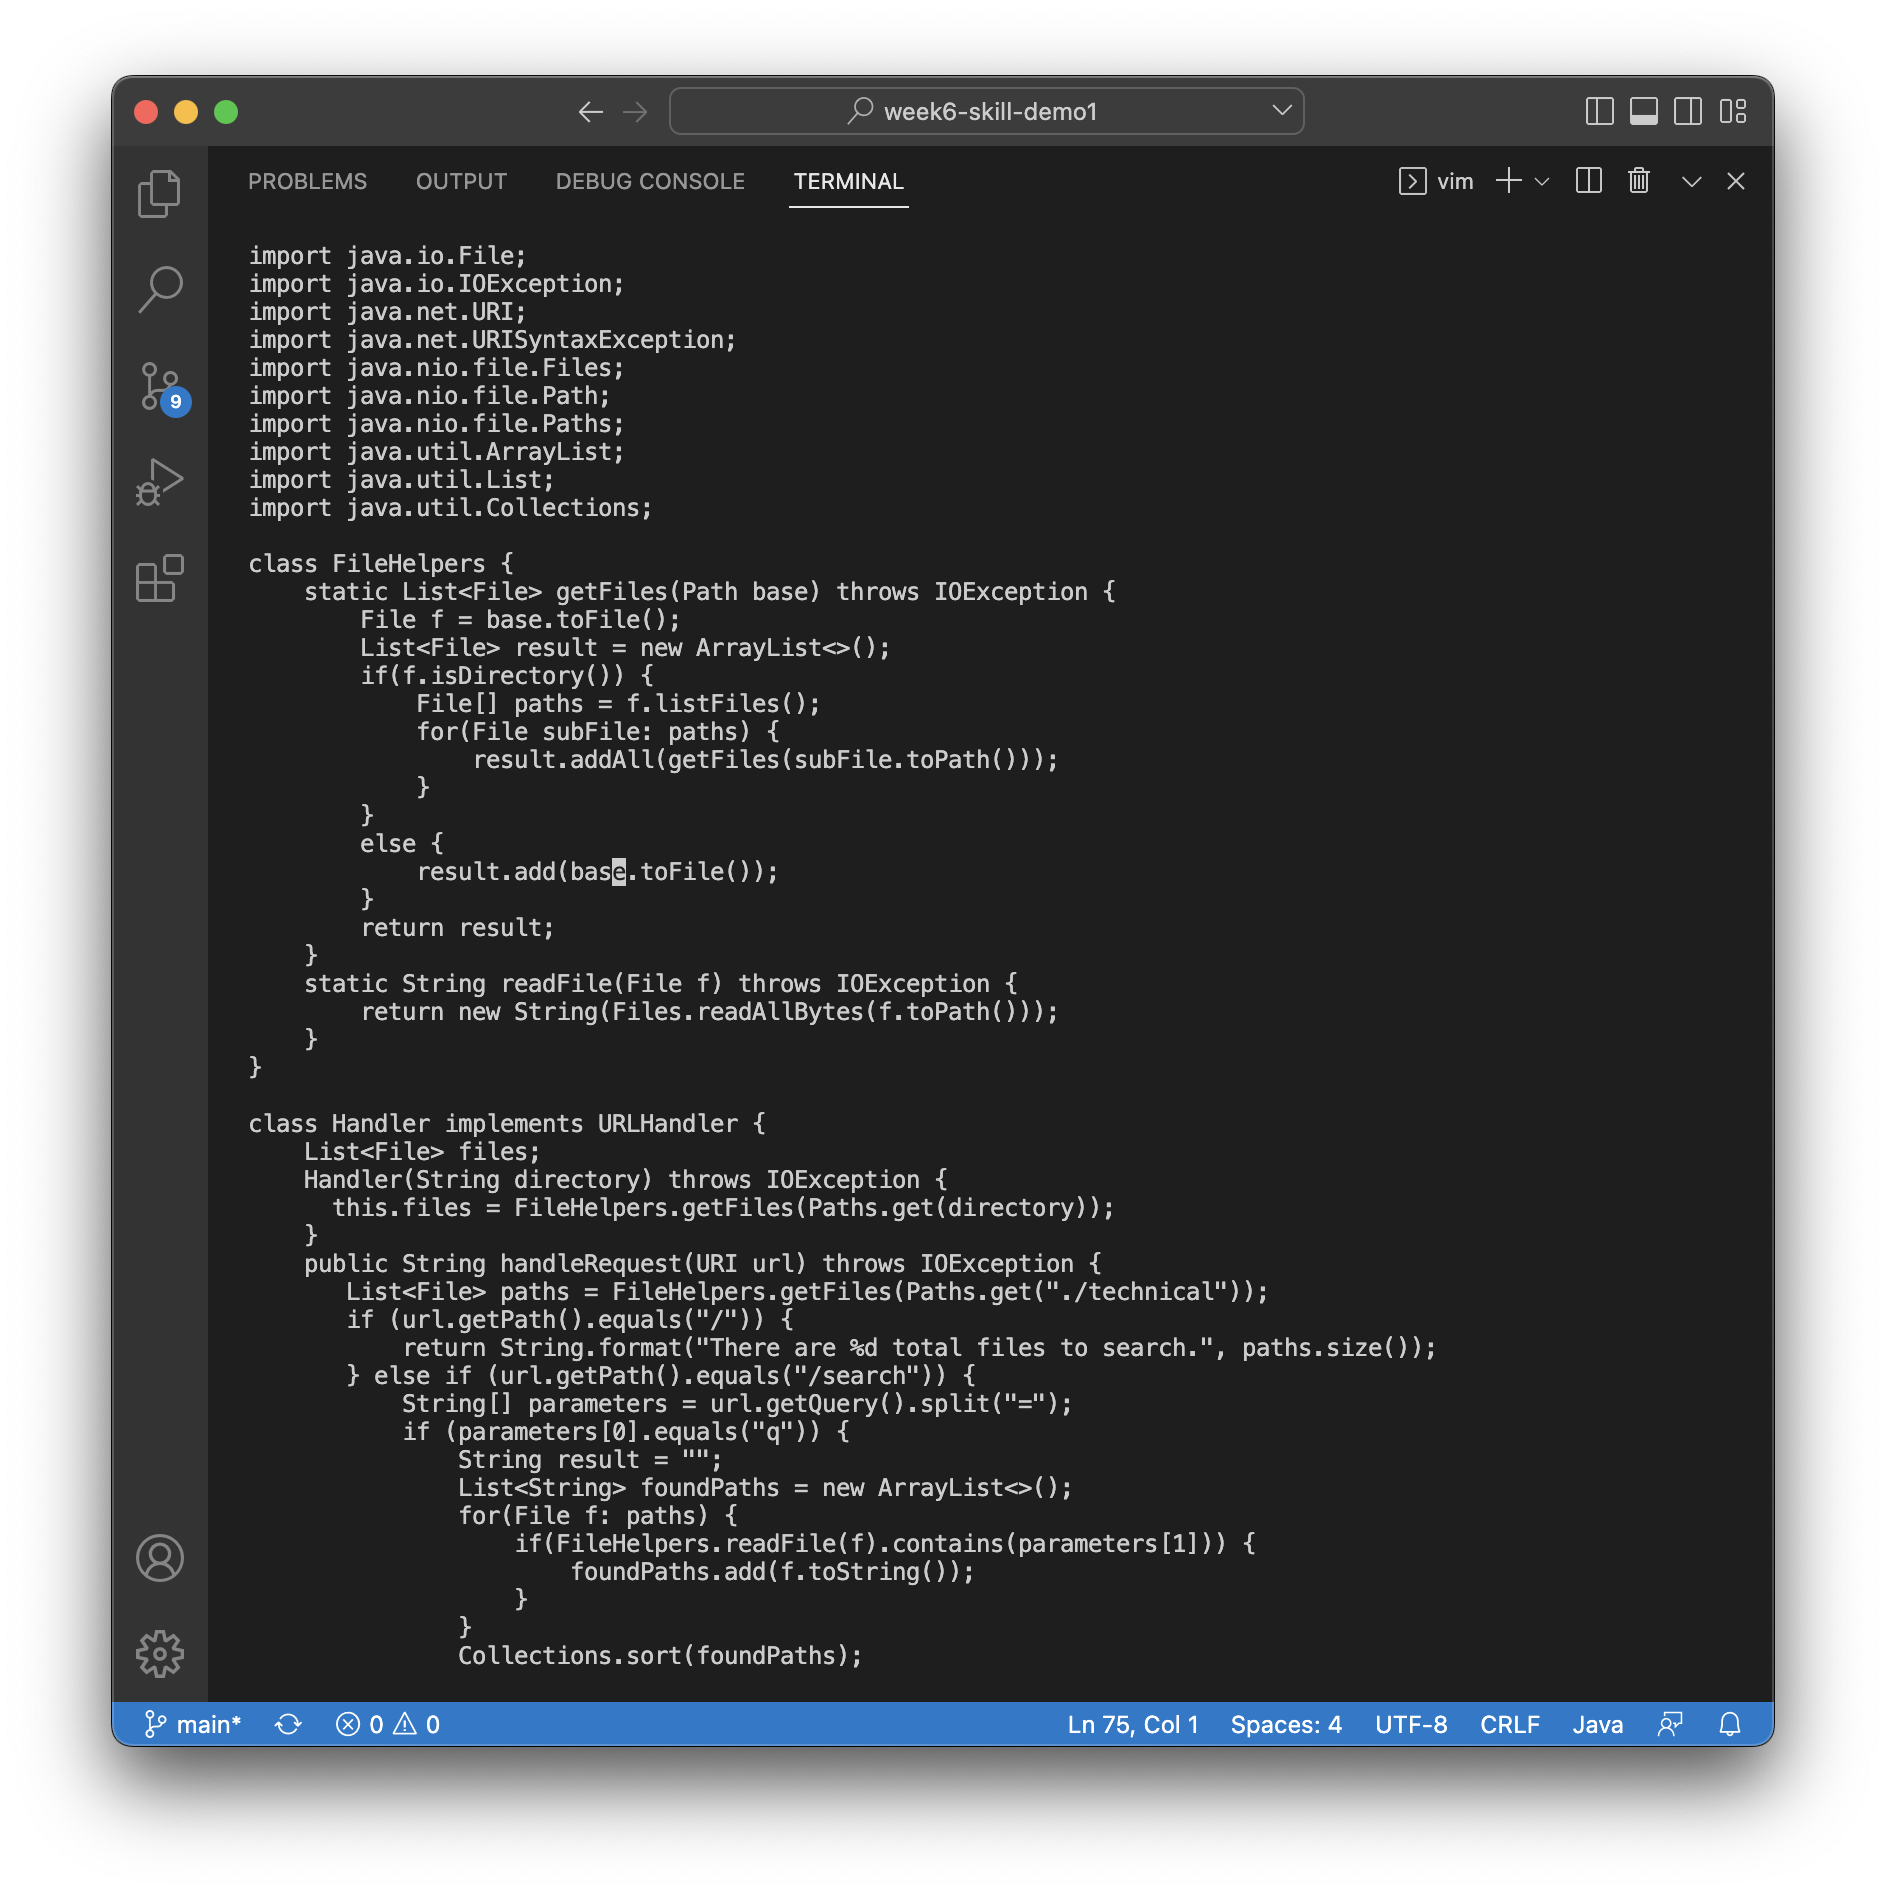 week6-skill-demo1
PROBLEMS OUTPUT DEBUG CONSOLE TERMINAL vim
import java.io.File;
import java.io.IOException;
import java.net.URI;
import java.net.URISyntaxException;
import java.nio.file.Files;
import java.nio.file.Path;
import java.nio.file.Paths;
import java.util.ArrayList;
import java.util.List;
import java.util.Collections;

class FileHelpers {
    static List<File> getFiles(Path base) throws IOException {
        File f = base.toFile();
        List<File> result = new ArrayList<>();
        if(f.isDirectory()) {
            File[] paths = f.listFiles();
            for(File subFile: paths) {
                result.addAll(getFiles(subFile.toPath()));
            }
        }
        else {
            result.add(base.toFile());
        }
        return result;
    }
    static String readFile(File f) throws IOException {
        return new String(Files.readAllBytes(f.toPath()));
    }
}

class Handler implements URLHandler {
    List<File> files;
    Handler(String directory) throws IOException {
      this.files = FileHelpers.getFiles(Paths.get(directory));
    }
    public String handleRequest(URI url) throws IOException {
       List<File> paths = FileHelpers.getFiles(Paths.get("./technical"));
       if (url.getPath().equals("/")) {
           return String.format("There are %d total files to search.", paths.size());
       } else if (url.getPath().equals("/search")) {
           String[] parameters = url.getQuery().split("=");
           if (parameters[0].equals("q")) {
               String result = "";
               List<String> foundPaths = new ArrayList<>();
               for(File f: paths) {
                   if(FileHelpers.readFile(f).contains(parameters[1])) {
                       foundPaths.add(f.toString());
                   }
               }
               Collections.sort(foundPaths);
9
main* 0 0 Ln 75, Col 1 Spaces: 4 UTF-8 CRLF Java